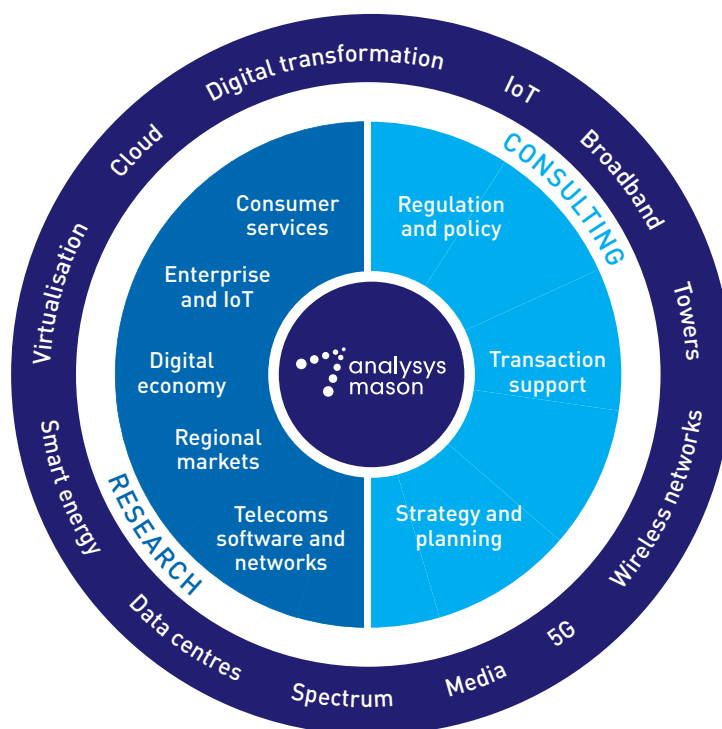 Digital transformation
IoT
Broadband
Towers
Wireless networks
5G
Media
Spectrum
Data centres
Smart energy
Virtualisation
Cloud
CONSULTING
RESEARCH
Consumer
services
Enterprise
and IoT
Digital
economy
Regional
markets
Telecoms
software and
networks
Regulation
and policy
Transaction
support
Strategy and
planning
analysys
mason